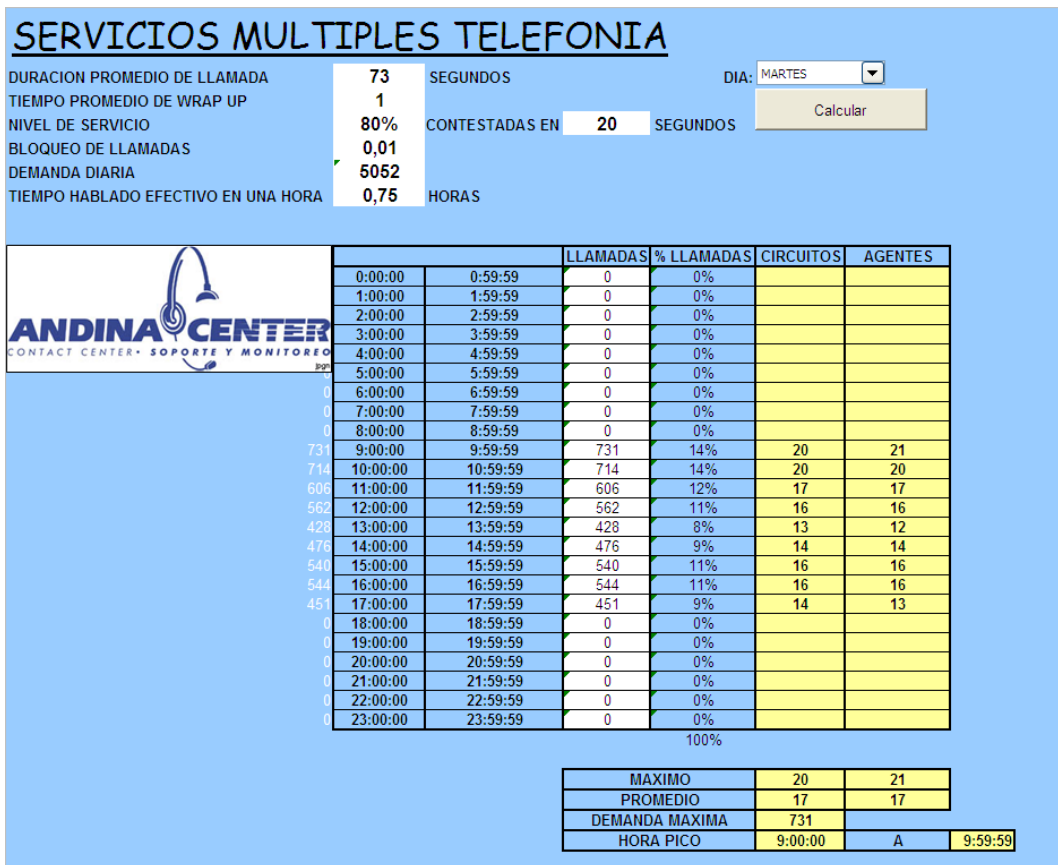 SERVICIOS MULTIPLES TELEFONIA
DURACION PROMEDIO DE LLAMADA 73 SEGUNDOS DIA: MARTES
TIEMPO PROMEDIO DE WRAP UP 1 Calcular
NIVEL DE SERVICIO 80% CONTESTADAS EN 20 SEGUNDOS
BLOQUEO DE LLAMADAS 0,01
DEMANDA DIARIA 5052
TIEMPO HABLADO EFECTIVO EN UNA HORA 0,75 HORAS
ANDINA CENTER
CONTACT CENTER • SOPORTE Y MONITOREO
jpgn
LLAMADAS % LLAMADAS CIRCUITOS AGENTES
0:00:00 0:59:59 0 0%
1:00:00 1:59:59 0 0%
2:00:00 2:59:59 0 0%
3:00:00 3:59:59 0 0%
4:00:00 4:59:59 0 0%
0 5:00:00 5:59:59 0 0%
0 6:00:00 6:59:59 0 0%
0 7:00:00 7:59:59 0 0%
0 8:00:00 8:59:59 0 0%
731 9:00:00 9:59:59 731 14% 20 21
714 10:00:00 10:59:59 714 14% 20 20
606 11:00:00 11:59:59 606 12% 17 17
562 12:00:00 12:59:59 562 11% 16 16
428 13:00:00 13:59:59 428 8% 13 12
476 14:00:00 14:59:59 476 9% 14 14
540 15:00:00 15:59:59 540 11% 16 16
544 16:00:00 16:59:59 544 11% 16 16
451 17:00:00 17:59:59 451 9% 14 13
0 18:00:00 18:59:59 0 0%
0 19:00:00 19:59:59 0 0%
0 20:00:00 20:59:59 0 0%
0 21:00:00 21:59:59 0 0%
0 22:00:00 22:59:59 0 0%
0 23:00:00 23:59:59 0 0%
100%
MAXIMO 20 21
PROMEDIO 17 17
DEMANDA MAXIMA 731
HORA PICO 9:00:00 A 9:59:59